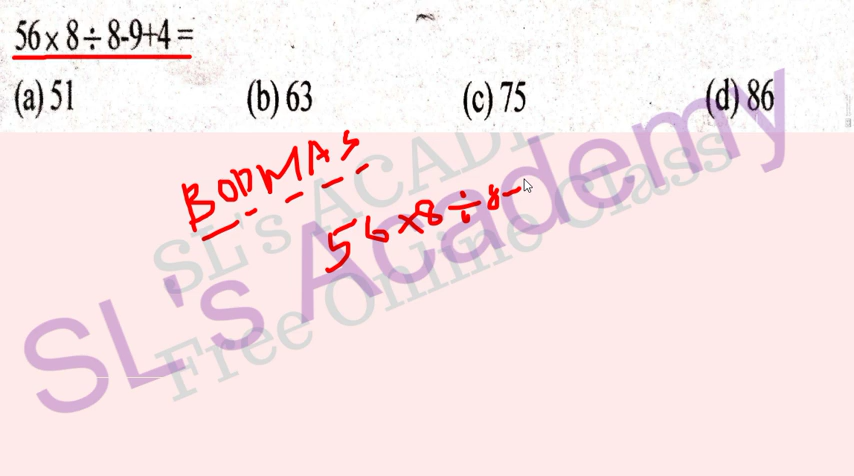 56 × 8 ÷ 8-9+4 =
(a) 51 (b) 63 (c) 75 (d) 86
BODMAS
56×8÷8-
SL's ACADEMY
SL's Academy
Free Online Class